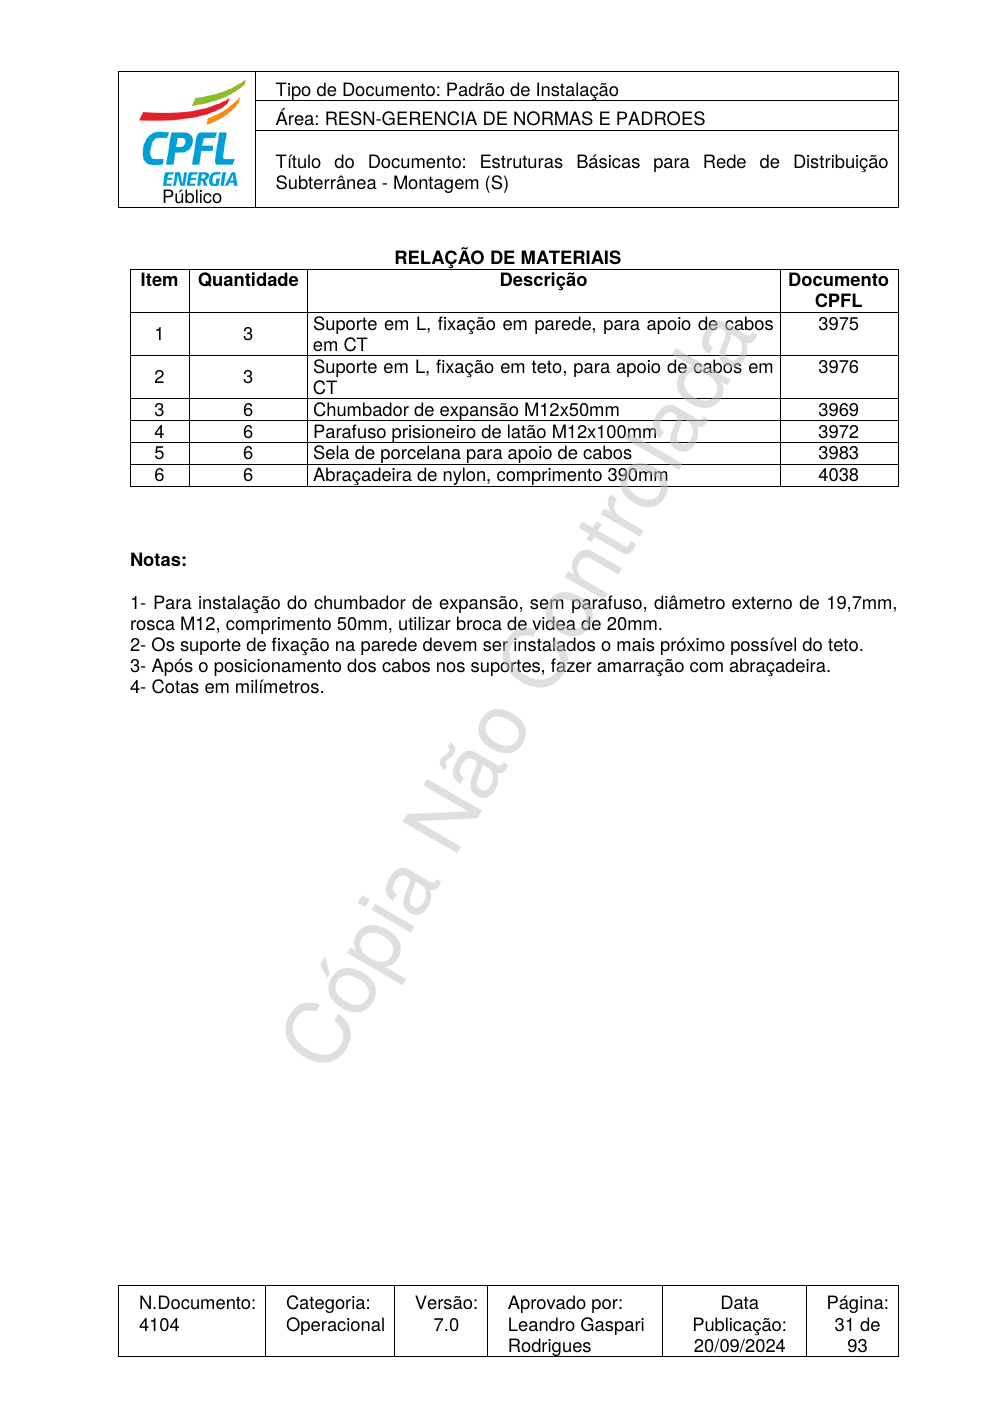 Tipo de Documento: Padrão de Instalação
Área: RESN-GERENCIA DE NORMAS E PADROES
Título do Documento: Estruturas Básicas para Rede de Distribuição
Subterrânea - Montagem (S)
CPFL
ENERGIA
Público
RELAÇÃO DE MATERIAIS
Item Quantidade Descrição Documento
CPFL
1 3 Suporte em L, fixação em parede, para apoio de cabos 3975
em CT
2 3 Suporte em L, fixação em teto, para apoio de cabos em 3976
CT
3 6 Chumbador de expansão M12x50mm 3969
4 6 Parafuso prisioneiro de latão M12x100mm 3972
5 6 Sela de porcelana para apoio de cabos 3983
6 6 Abraçadeira de nylon, comprimento 390mm 4038
Notas:
1- Para instalação do chumbador de expansão, sem parafuso, diâmetro externo de 19,7mm,
rosca M12, comprimento 50mm, utilizar broca de videa de 20mm.
2- Os suporte de fixação na parede devem ser instalados o mais próximo possível do teto.
3- Após o posicionamento dos cabos nos suportes, fazer amarração com abraçadeira.
4- Cotas em milímetros.
Cópia Não Controlada
N.Documento: Categoria: Versão: Aprovado por: Data Página:
4104 Operacional 7.0 Leandro Gaspari Publicação: 31 de
Rodrigues 20/09/2024 93